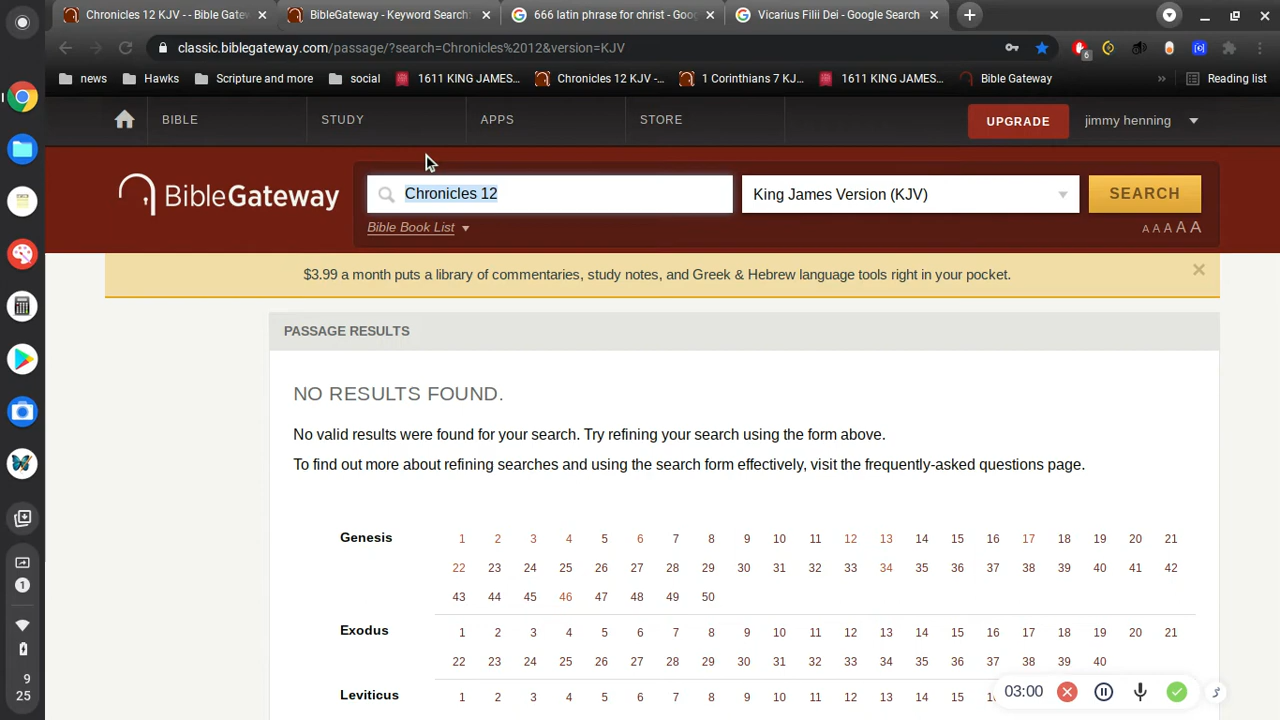 Chronicles 12 KJV - - Bible Gatew
BibleGateway - Keyword Search:
666 latin phrase for christ - Goog
Vicarius Filii Dei - Google Search
classic.biblegateway.com/passage/?search=Chronicles%2012&version=KJV
6
news
Hawks
Scripture and more
social
1611 KING JAMES...
Chronicles 12 KJV -...
1 Corinthians 7 KJ...
1611 KING JAMES...
Bible Gateway
»
Reading list
BIBLE
STUDY
APPS
STORE
UPGRADE
jimmy henning
BibleGateway
Chronicles 12
King James Version (KJV)
SEARCH
Bible Book List
A A A A A
$3.99 a month puts a library of commentaries, study notes, and Greek & Hebrew language tools right in your pocket.
PASSAGE RESULTS
NO RESULTS FOUND.
No valid results were found for your search. Try refining your search using the form above.
To find out more about refining searches and using the search form effectively, visit the frequently-asked questions page.
Genesis 1 2 3 4 5 6 7 8 9 10 11 12 13 14 15 16 17 18 19 20 21
22 23 24 25 26 27 28 29 30 31 32 33 34 35 36 37 38 39 40 41 42
43 44 45 46 47 48 49 50
Exodus 1 2 3 4 5 6 7 8 9 10 11 12 13 14 15 16 17 18 19 20 21
22 23 24 25 26 27 28 29 30 31 32 33 34 35 36 37 38 39 40
Leviticus 1 2 3 4 5 6 7 8 9 10 11 12 13 14 15
03:00
1
9
25